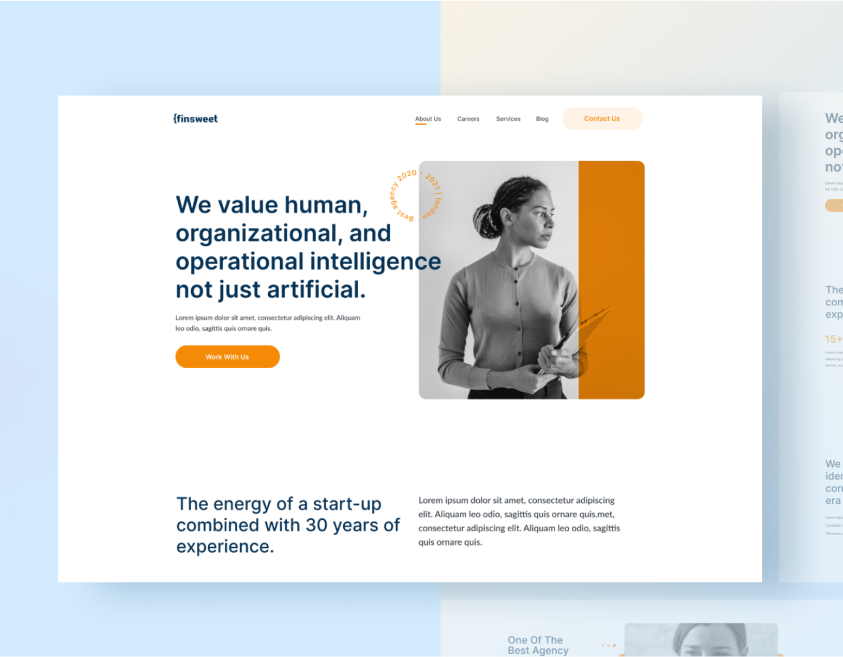 {finsweet
About Us
Careers
Services
Blog
Contact Us
Best agency 2020 - 2021 | london
We value human,
organizational, and
operational intelligence
not just artificial.
Lorem ipsum dolor sit amet, consectetur adipiscing elit. Aliquam
leo odio, sagittis quis ornare quis.
Work With Us
The energy of a start-up
combined with 30 years of
experience.
Lorem ipsum dolor sit amet, consectetur adipiscing
elit. Aliquam leo odio, sagittis quis ornare quis.met,
consectetur adipiscing elit. Aliquam leo odio, sagittis
quis ornare quis.
We
org
ope
not
The
com
exp
15+
We
iden
corr
era
One Of The
Best Agency